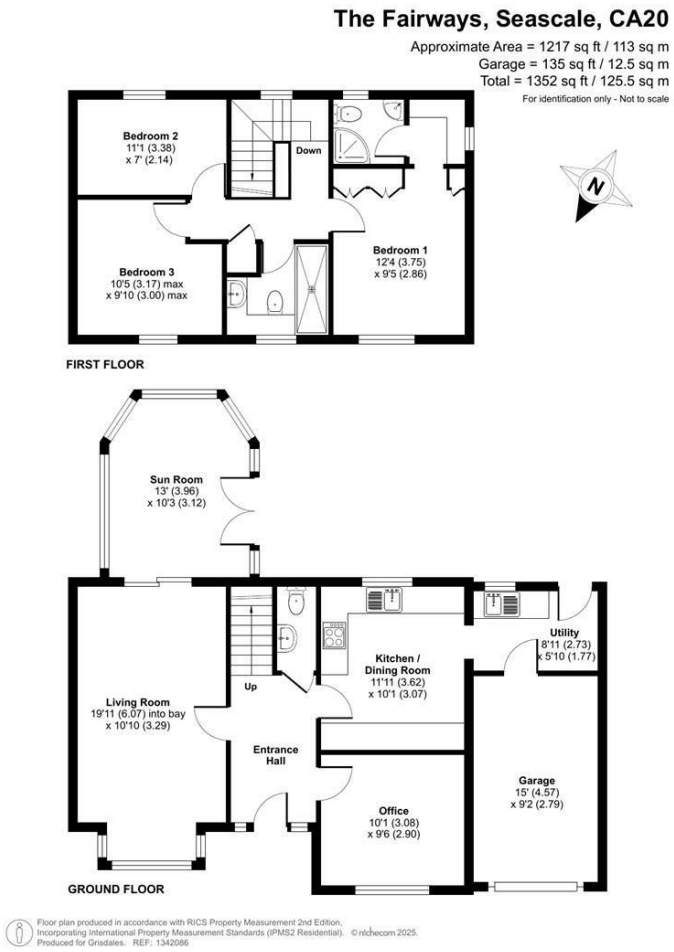 The Fairways, Seascale, CA20
Approximate Area = 1217 sq ft / 113 sq m
Garage = 135 sq ft / 12.5 sq m
Total = 1352 sq ft / 125.5 sq m
For identification only - Not to scale
Bedroom 2
11'1 (3.38)
x 7' (2.14)
Down
N
Bedroom 1
12'4 (3.75)
x 9'5 (2.86)
Bedroom 3
10'5 (3.17) max
x 9'10 (3.00) max
FIRST FLOOR
Sun Room
13' (3.96)
x 10'3 (3.12)
Utility
8'11 (2.73)
x 5'10 (1.77)
Kitchen /
Dining Room
11'11 (3.62)
x 10'1 (3.07)
Up
Living Room
19'11 (6.07) into bay
x 10'10 (3.29)
Entrance
Hall
Garage
15' (4.57)
x 9'2 (2.79)
Office
10'1 (3.08)
x 9'6 (2.90)
GROUND FLOOR
Floor plan produced in accordance with RICS Property Measurement 2nd Edition,
Incorporating International Property Measurement Standards (IPMS2 Residential). © nichecom 2025.
Produced for Grisdales. REF: 1342086